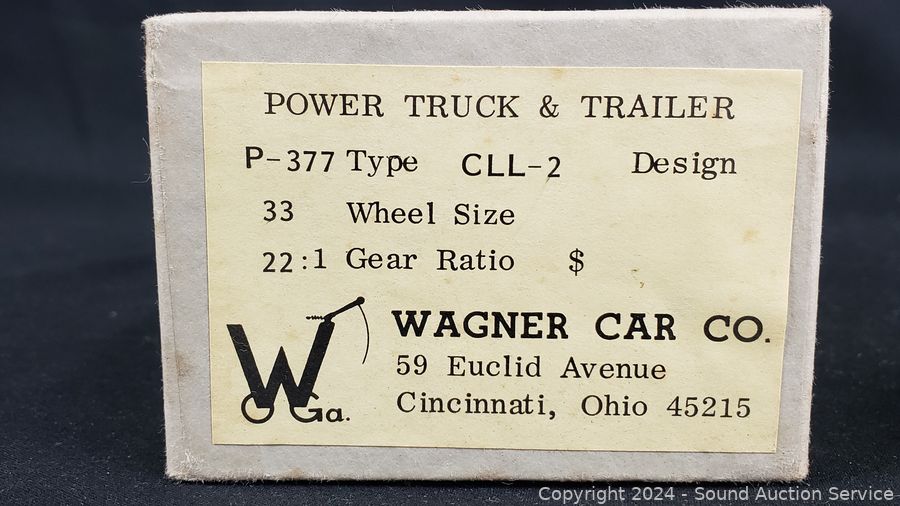 POWER TRUCK & TRAILER
P-377 Type CLL-2 Design
33 Wheel Size
22:1 Gear Ratio $
W Ga.
WAGNER CAR CO.
59 Euclid Avenue
Cincinnati, Ohio 45215
Copyright 2024 - Sound Auction Service